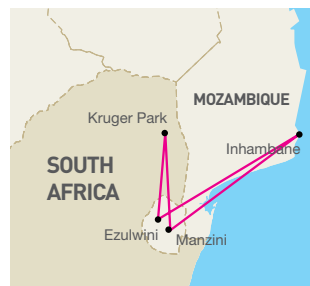 MOZAMBIQUE
Kruger Park
Inhambane
SOUTH
AFRICA
Ezulwini
Manzini